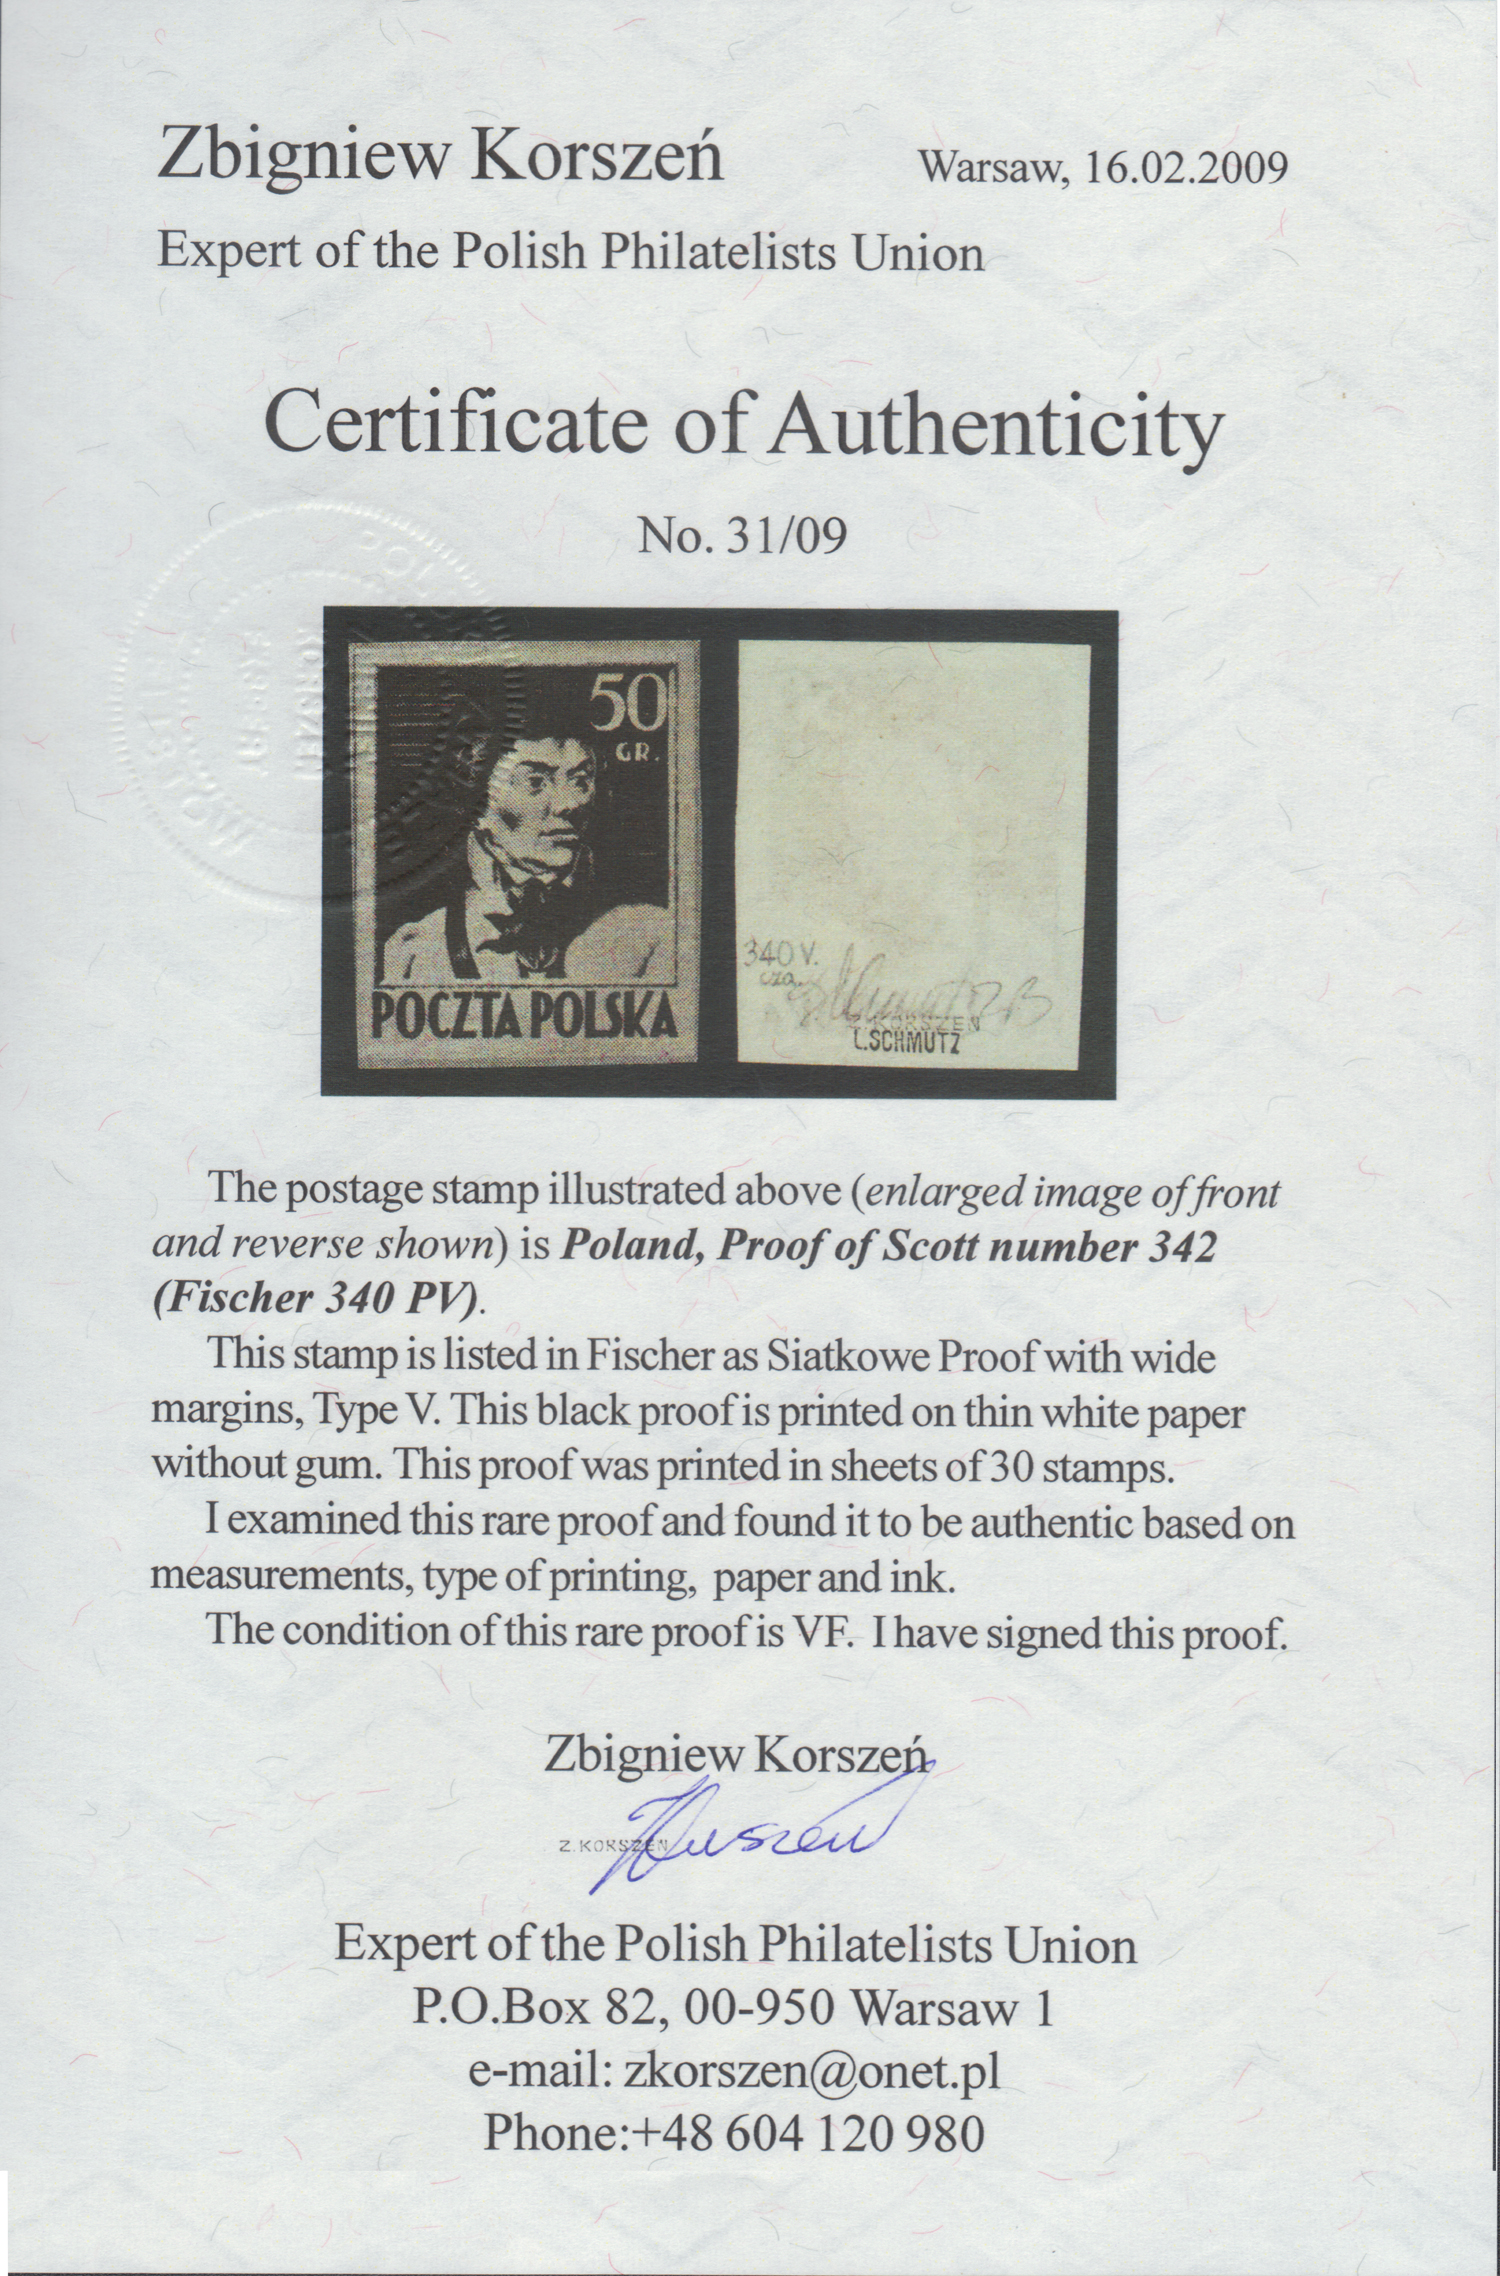 Zbigniew Korszeń
Warsaw, 16.02.2009
Expert of the Polish Philatelists Union
Certificate of Authenticity
No. 31/09
50
GR.
POCZTA POLSKA
340 V.
cza.
Z. KORSZEN
L.SCHMUTZ
The postage stamp illustrated above (enlarged image of front
and reverse shown) is Poland, Proof of Scott number 342
(Fischer 340 PV).
This stamp is listed in Fischer as Siatkowe Proof with wide
margins, Type V. This black proof is printed on thin white paper
without gum. This proof was printed in sheets of 30 stamps.
I examined this rare proof and found it to be authentic based on
measurements, type of printing, paper and ink.
The condition of this rare proof is VF. I have signed this proof.
Zbigniew Korszeń
Z. KORSZEN
Expert of the Polish Philatelists Union
P.O.Box 82, 00-950 Warsaw 1
e-mail: zkorszen@onet.pl
Phone:+48 604 120 980